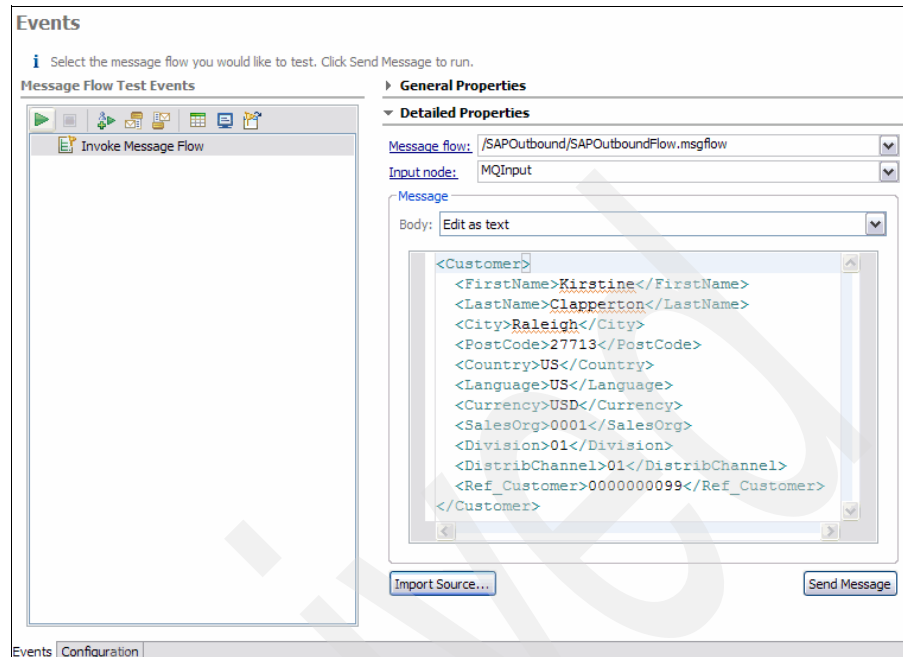 Events
i Select the message flow you would like to test. Click Send Message to run.
Message Flow Test Events
Invoke Message Flow
General Properties
Detailed Properties
Message flow: /SAPOutbound/SAPOutboundFlow.msgflow
Input node: MQInput
Message
Body: Edit as text
<Customer>
<FirstName>Kirstine</FirstName>
<LastName>Clapperton</LastName>
<City>Raleigh</City>
<PostCode>27713</PostCode>
<Country>US</Country>
<Language>US</Language>
<Currency>USD</Currency>
<SalesOrg>0001</SalesOrg>
<Division>01</Division>
<DistribChannel>01</DistribChannel>
<Ref_Customer>0000000099</Ref_Customer>
</Customer>
Import Source... Send Message
Events Configuration